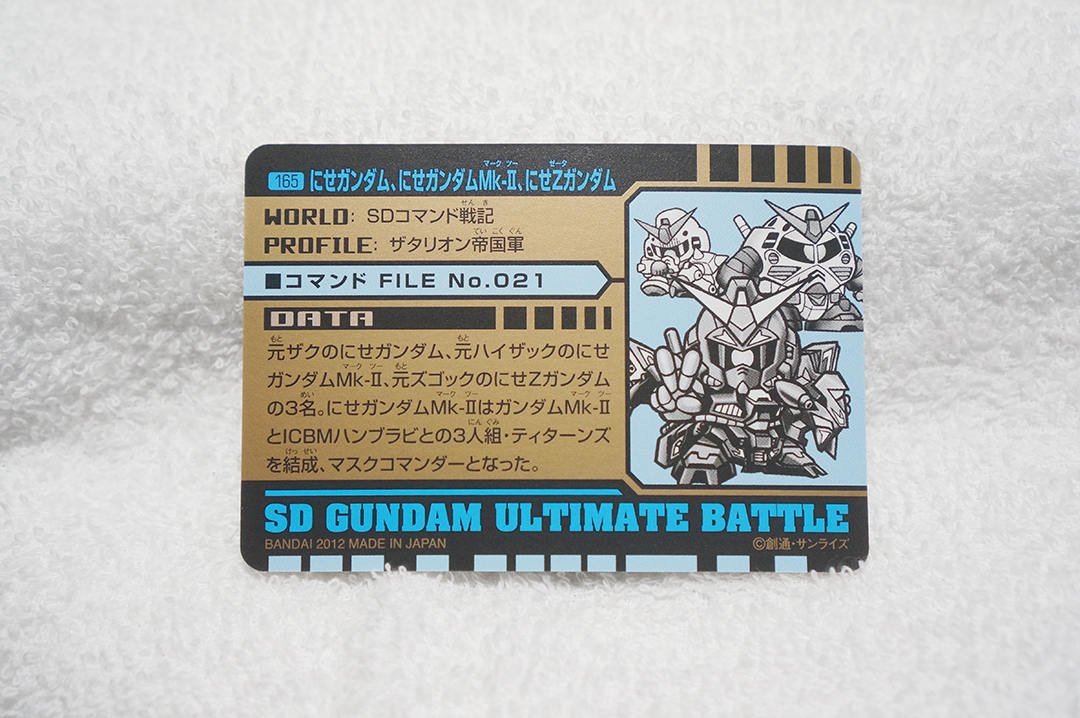 165 にせガンダム、にせガンダムMk-Ⅱ、にせZガンダム
WORLD: SDコマンド戦記
PROFILE: ザタリオン帝国軍
■コマンド FILE No.021
DATA
元ザクのにせガンダム、元ハイザックのにせ
ガンダムMk-Ⅱ、元ズゴックのにせZガンダム
の3名。にせガンダムMk-ⅡはガンダムMk-Ⅱ
とICBMハンブラビとの3人組・ティターンズ
を結成、マスクコマンダーとなった。
SD GUNDAM ULTIMATE BATTLE
BANDAI 2012 MADE IN JAPAN
©創通・サンライズ